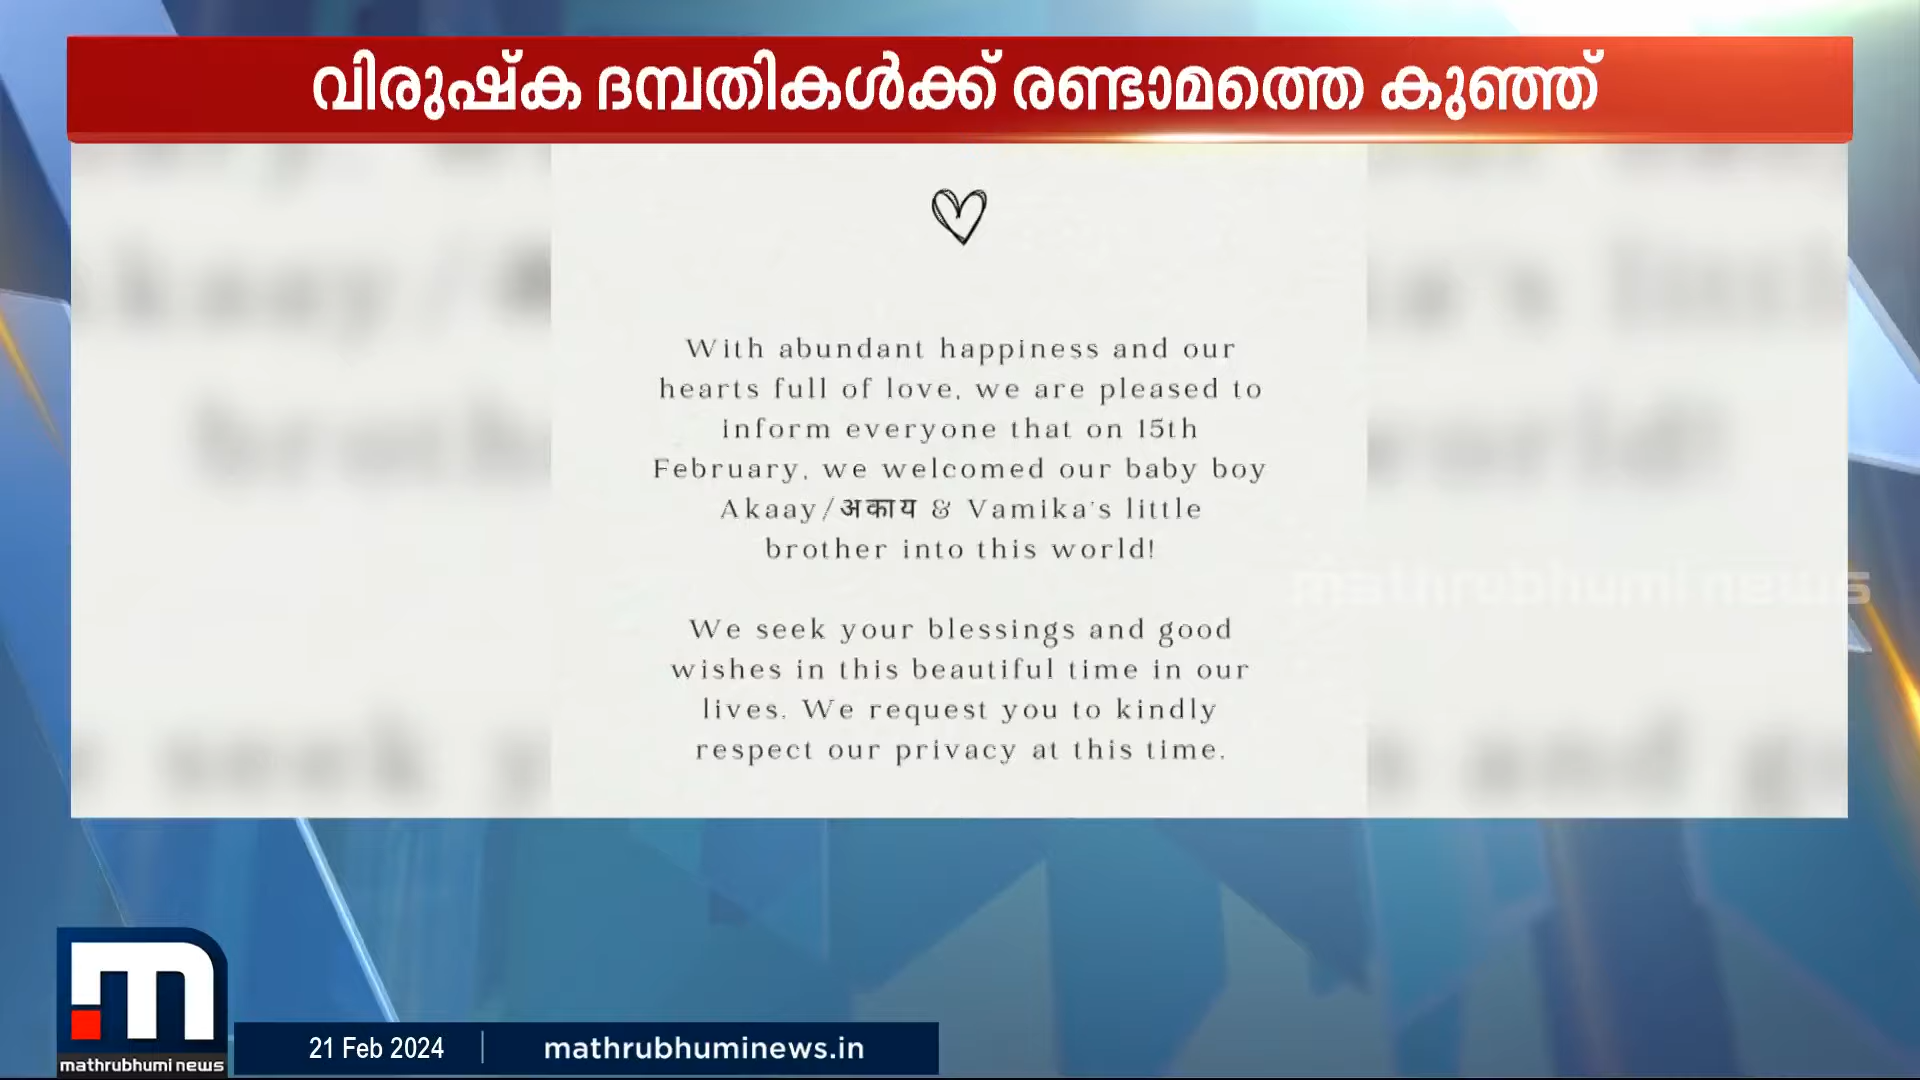 വിരുഷ്ക ദമ്പതികൾക്ക് രണ്ടാമത്തെ കുഞ്ഞ്
With abundant happiness and our
hearts full of love, we are pleased to
inform everyone that on 15th
February, we welcomed our baby boy
Akaay/अकाय & Vamika's little
brother into this world!
We seek your blessings and good
wishes in this beautiful time in our
lives. We request you to kindly
respect our privacy at this time.
mathrubhumi news
mathrubhumi news
21 Feb 2024
mathrubhuminews.in